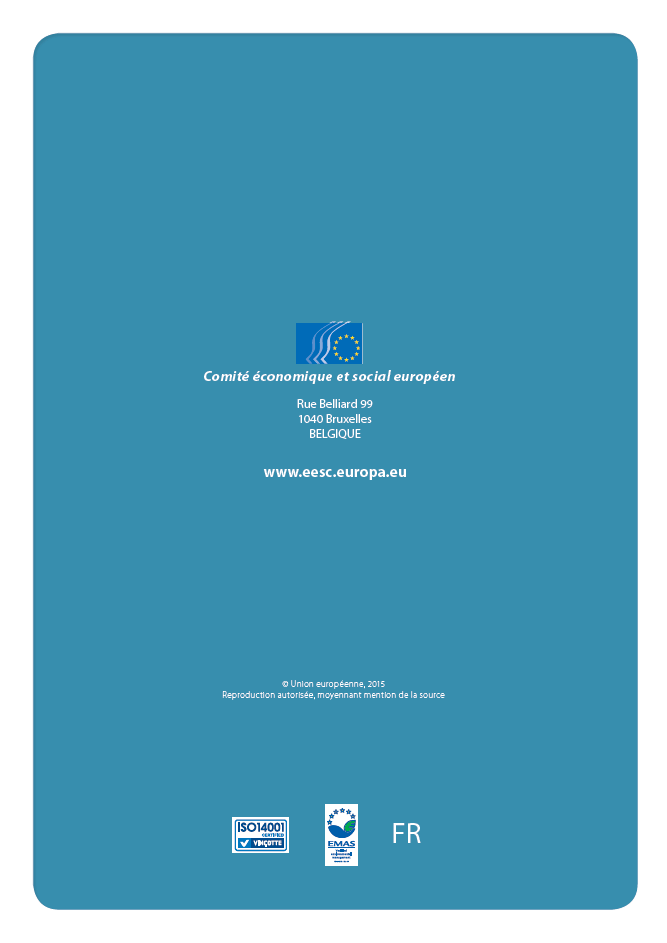 Comité économique et social européen
Rue Belliard 99
1040 Bruxelles
BELGIQUE
www.eesc.europa.eu
© Union européenne, 2015
Reproduction autorisée, moyennant mention de la source
ISO14001
CERTIFIED
VINÇOTTE
EMAS
FR